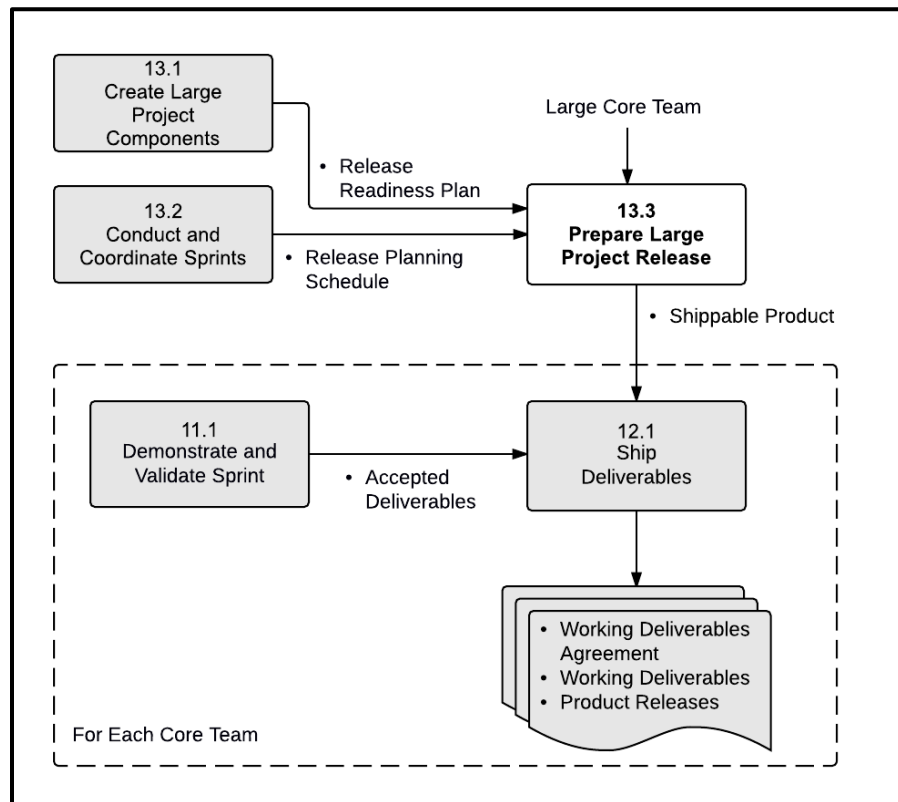 13.1
Create Large
Project
Components
Large Core Team
• Release
Readiness Plan
13.2
Conduct and
Coordinate Sprints
• Release Planning
Schedule
13.3
Prepare Large
Project Release
• Shippable Product
11.1
Demonstrate and
Validate Sprint
• Accepted
Deliverables
12.1
Ship
Deliverables
• Working Deliverables
Agreement
• Working Deliverables
• Product Releases
For Each Core Team